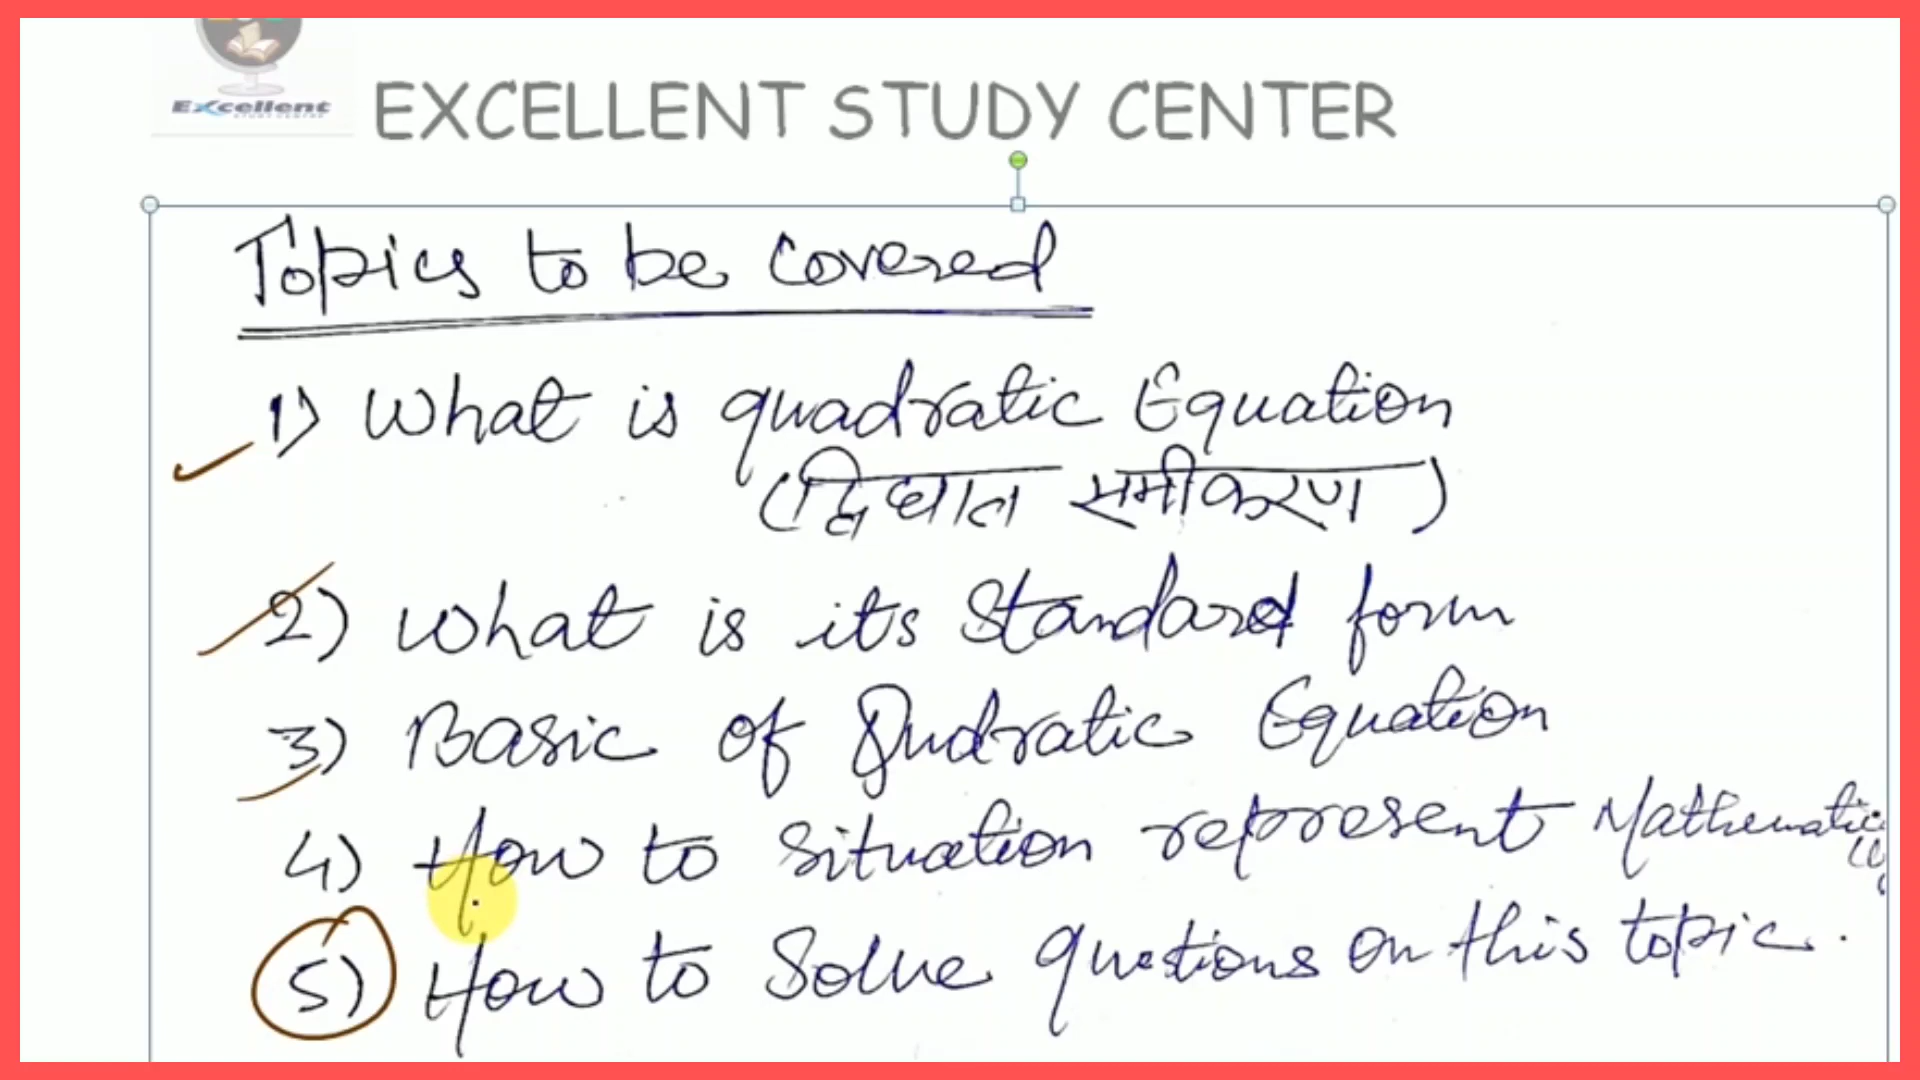 Excellent
EXCELLENT STUDY CENTER
Topics to be covered
1) What is quadratic Equation
(द्विघात समीकरण)
2) What is its Standard form
3) Basic of Qudratic Equation
4) How to Situation represent Mathematic
5) How to Solve questions on this topic.